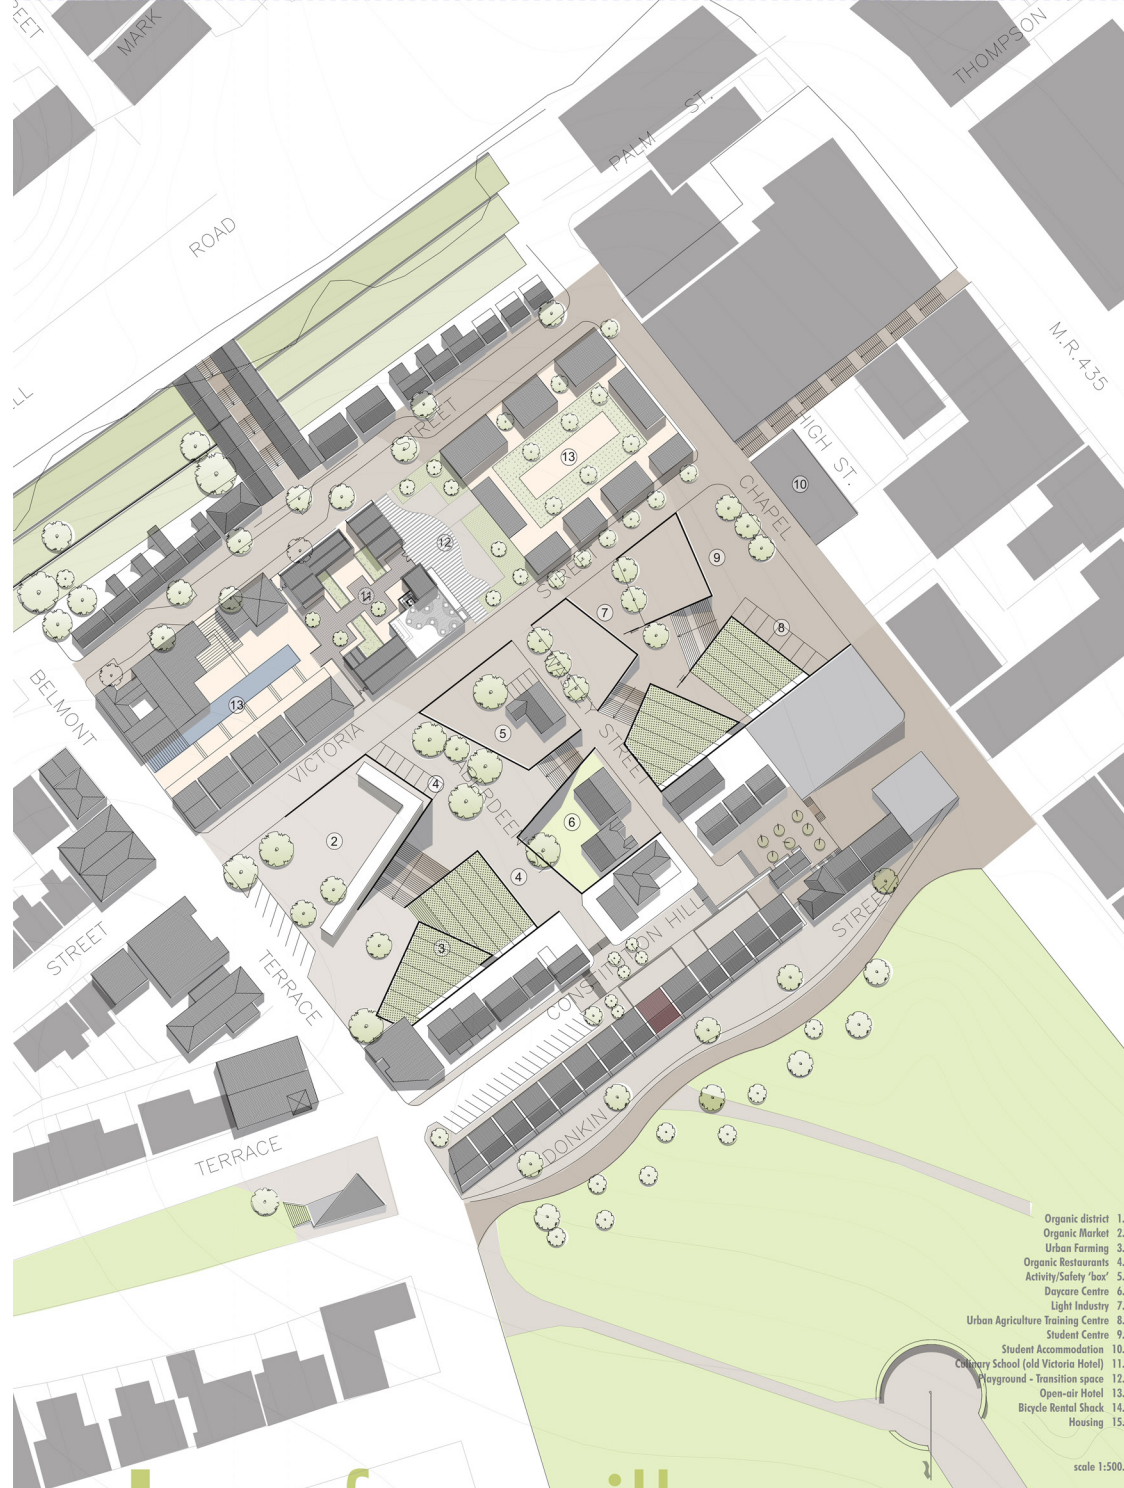 MARK
THOMPSON
PALM ST.
ROAD
M.R.435
STREET
13
HIGH ST.
10
CHAPEL
12
STREET
9
11
7
8
BELMONT
13
5
STREET
VICTORIA
4
2
6
4
STREET
3
CONSTITUTION HILL
STREET
TERRACE
DONKIN
TERRACE
Organic district 1.
Organic Market 2.
Urban Farming 3.
Organic Restaurants 4.
Activity/Safety 'box' 5.
Daycare Centre 6.
Light Industry 7.
Urban Agriculture Training Centre 8.
Student Centre 9.
Student Accommodation 10.
Culinary School (old Victoria Hotel) 11.
Playground - Transition space 12.
Open-air Hotel 13.
Bicycle Rental Shack 14.
Housing 15.
scale 1:500.